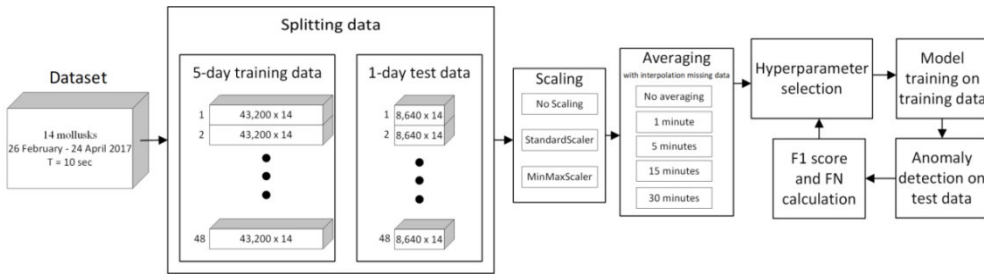 Dataset
14 mollusks
26 February - 24 April 2017
T = 10 sec
Splitting data
5-day training data
1 43,200 x 14
2 43,200 x 14
48 43,200 x 14
1-day test data
1 8,640 x 14
2 8,640 x 14
48 8,640 x 14
Scaling
No Scaling
StandardScaler
MinMaxScaler
Averaging
with interpolation missing data
No averaging
1 minute
5 minutes
15 minutes
30 minutes
Hyperparameter
selection
Model
training on
training data
Anomaly
detection on
test data
F1 score
and FN
calculation